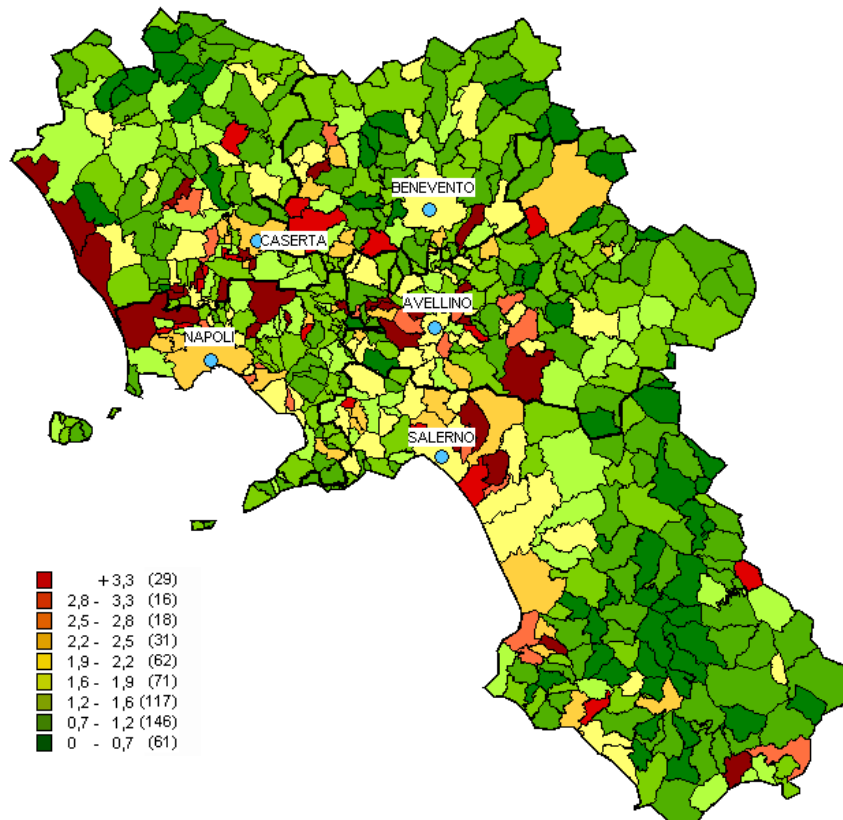 BENEVENTO
CASERTA
AVELLINO
NAPOLI
SALERNO
+3,3 (29)
2,8 - 3,3 (16)
2,5 - 2,8 (18)
2,2 - 2,5 (31)
1,9 - 2,2 (62)
1,6 - 1,9 (71)
1,2 - 1,6 (117)
0,7 - 1,2 (146)
0 - 0,7 (61)